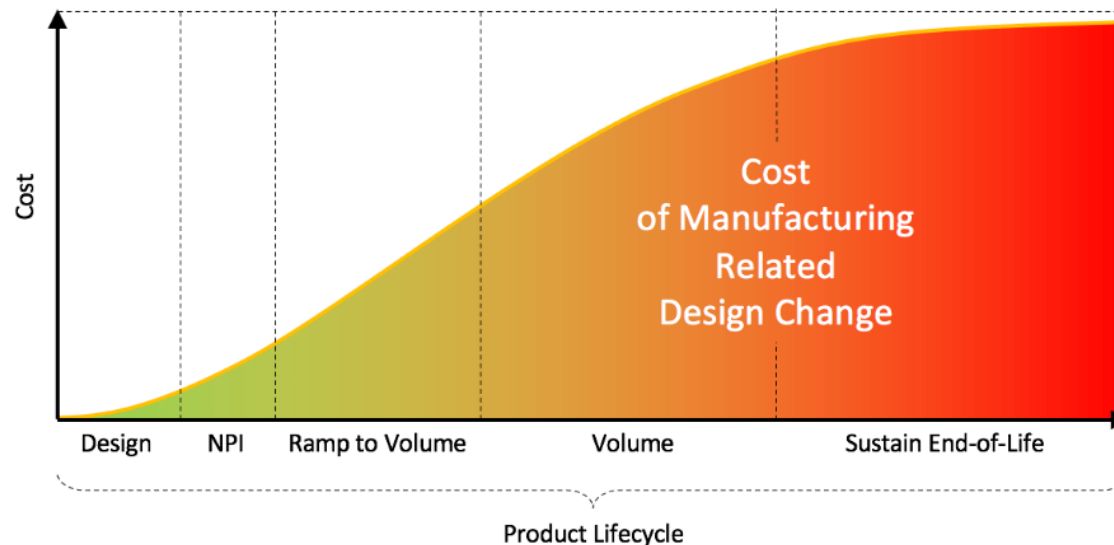 Cost
Cost
of Manufacturing
Related
Design Change
Design
NPI
Ramp to Volume
Volume
Sustain End-of-Life
Product Lifecycle